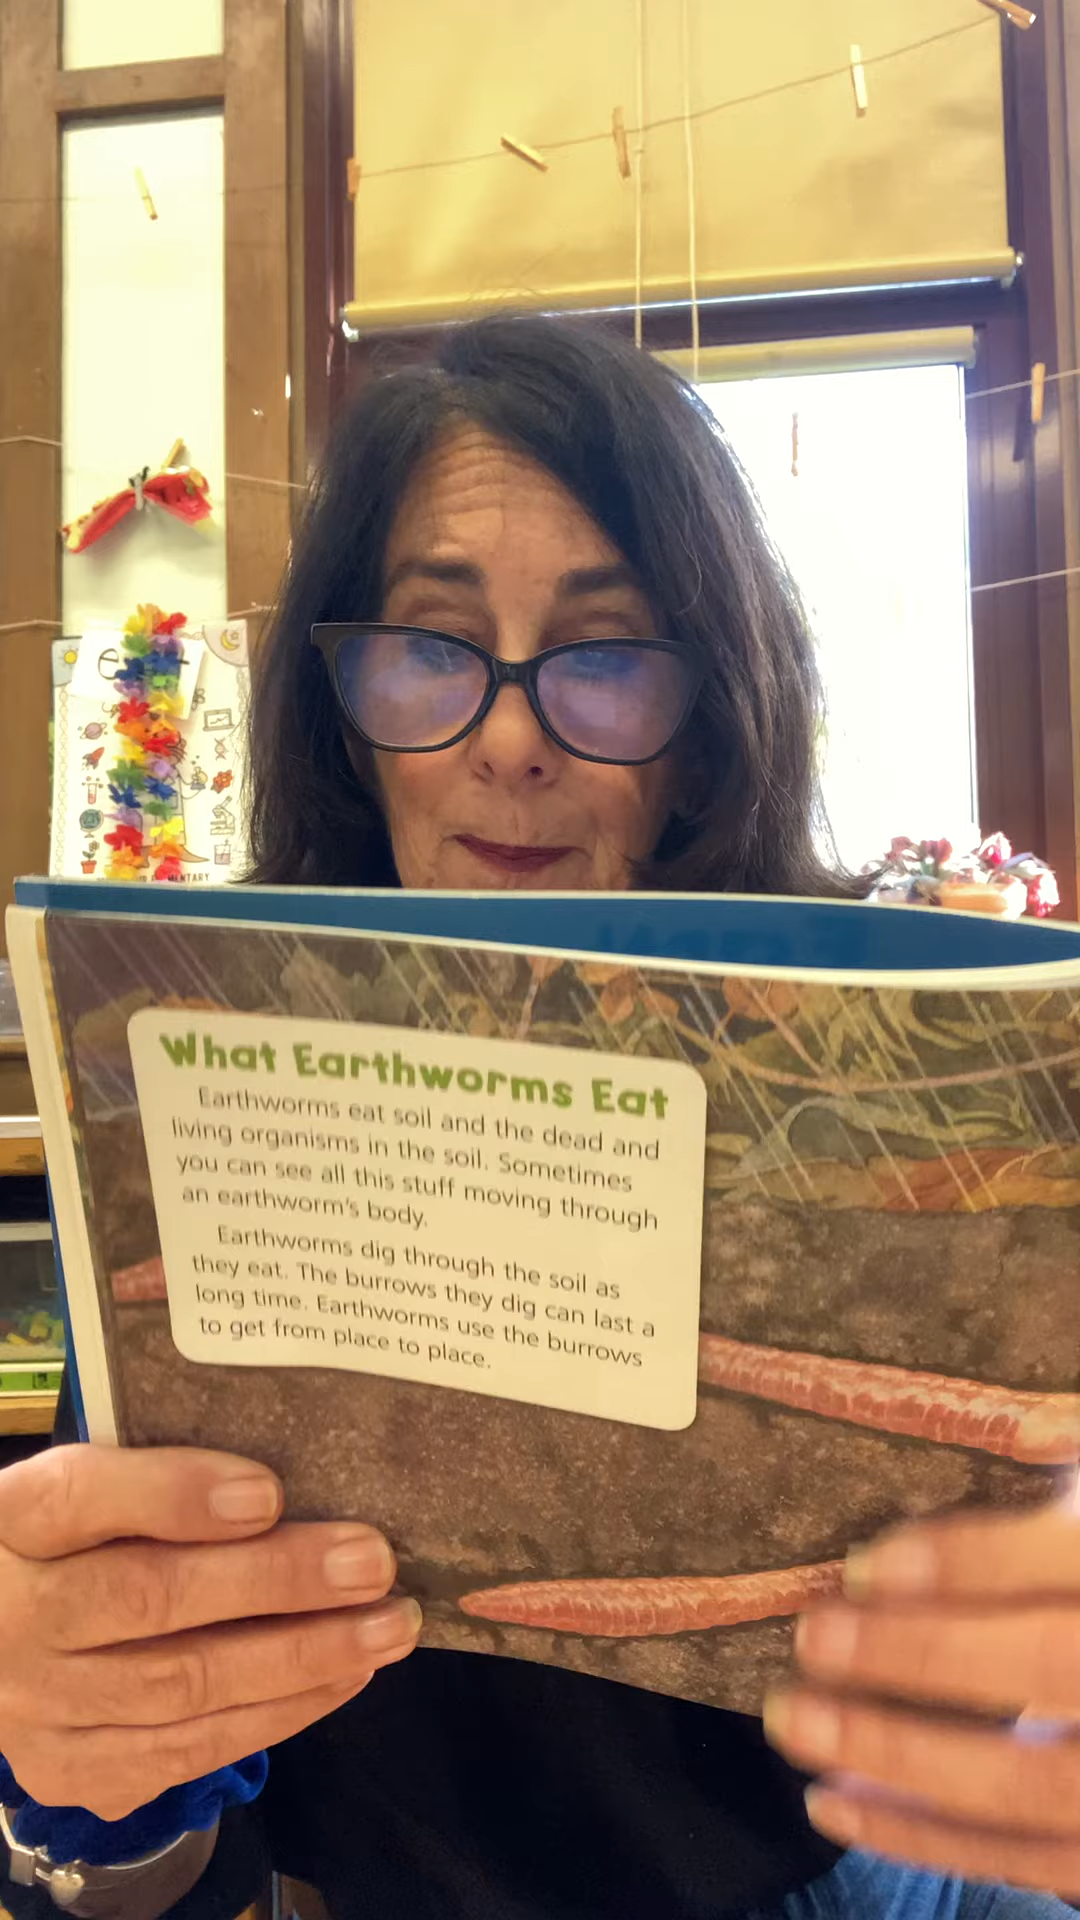 What Earthworms Eat
Earthworms eat soil and the dead and
living organisms in the soil. Sometimes
you can see all this stuff moving through
an earthworm's body.
Earthworms dig through the soil as
they eat. The burrows they dig can last a
long time. Earthworms use the burrows
to get from place to place.